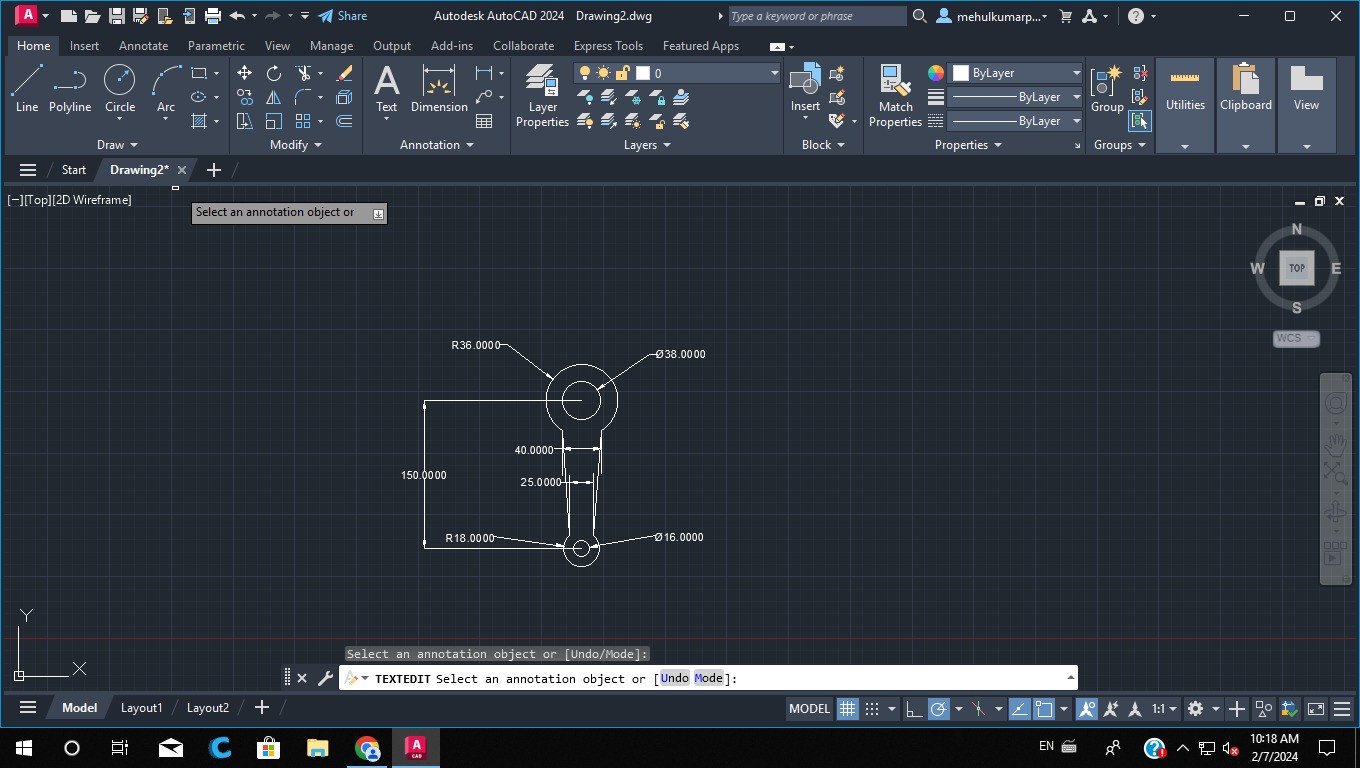 A CAD Share Autodesk AutoCAD 2024 Drawing2.dwg Type a keyword or phrase mehulkumarp... ?
Home Insert Annotate Parametric View Manage Output Add-ins Collaborate Express Tools Featured Apps
Line Polyline Circle Arc Text Dimension Layer Properties 0 Insert Match Properties ByLayer ByLayer ByLayer Group Utilities Clipboard View
Draw Modify Annotation Layers Block Properties Groups
Start Drawing2*
[−][Top][2D Wireframe]
Select an annotation object or
N
W TOP E
S
WCS
R36.0000
Ø38.0000
40.0000
150.0000
25.0000
R18.0000
Ø16.0000
Y
X
Select an annotation object or [Undo/Mode]:
TEXTEDIT Select an annotation object or [Undo Mode]:
Model Layout1 Layout2 MODEL 1:1
EN
10:18 AM
2/7/2024